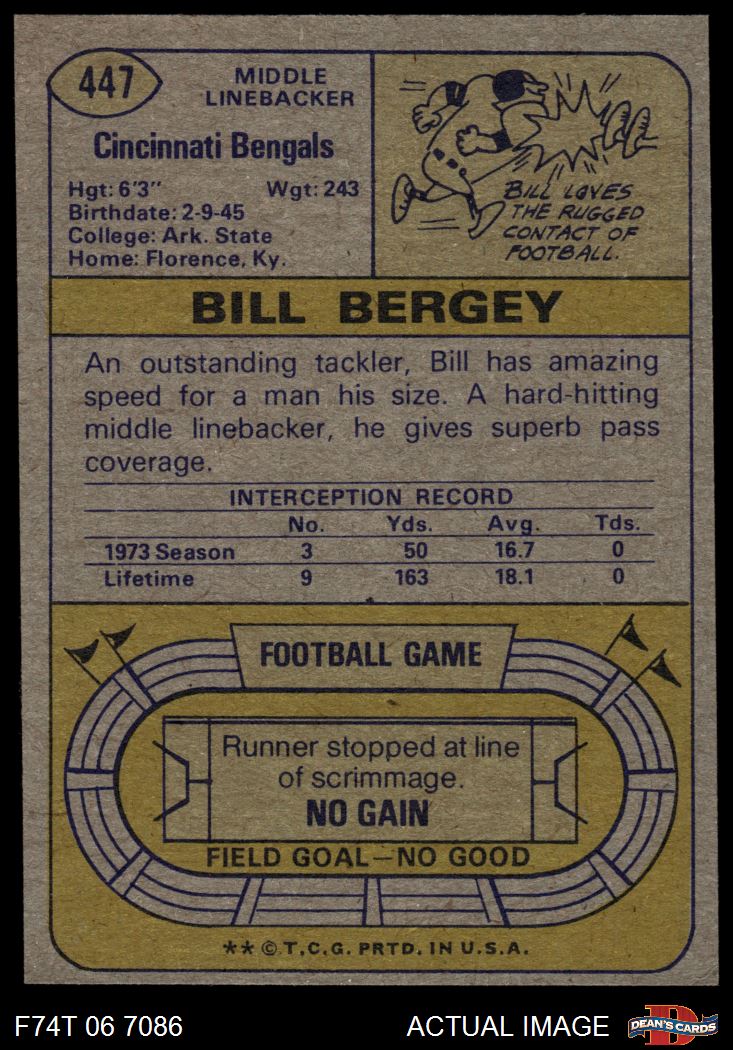 447
MIDDLE
LINEBACKER
Cincinnati Bengals
Hgt: 6'3" Wgt: 243
Birthdate: 2-9-45
College: Ark. State
Home: Florence, Ky.
BILL LOVES
THE RUGGED
CONTACT OF
FOOTBALL.
BILL BERGEY
An outstanding tackler, Bill has amazing
speed for a man his size. A hard-hitting
middle linebacker, he gives superb pass
coverage.
INTERCEPTION RECORD
No. Yds. Avg. Tds.
1973 Season 3 50 16.7 0
Lifetime 9 163 18.1 0
FOOTBALL GAME
Runner stopped at line
of scrimmage.
NO GAIN
FIELD GOAL—NO GOOD
** © T.C.G. PRTD. IN U.S.A.
F74T 06 7086 ACTUAL IMAGE DEAN'S CARDS